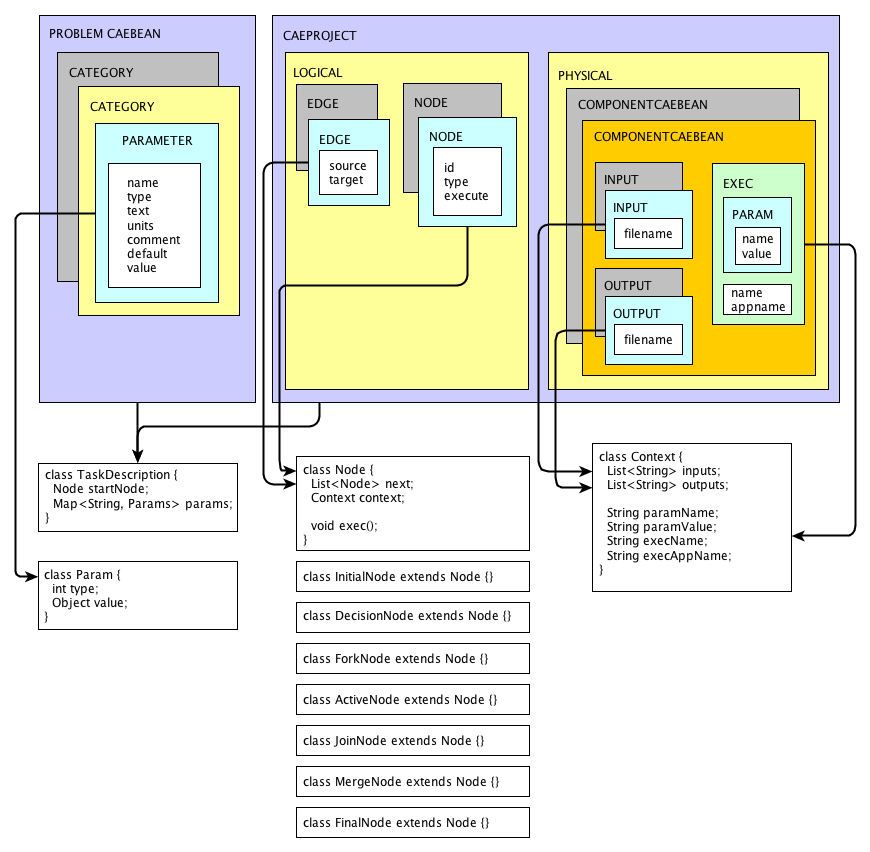 PROBLEM CAEBEAN
CATEGORY
CATEGORY
PARAMETER
name
type
text
units
comment
default
value
CAEPROJECT
LOGICAL
EDGE
EDGE
source
target
NODE
NODE
id
type
execute
PHYSICAL
COMPONENTCAEBEAN
COMPONENTCAEBEAN
INPUT
INPUT
filename
OUTPUT
OUTPUT
filename
EXEC
PARAM
name
value
name
appname
class TaskDescription {
Node startNode;
Map<String, Params> params;
}
class Param {
int type;
Object value;
}
class Node {
List<Node> next;
Context context;
void exec();
}
class InitialNode extends Node {}
class DecisionNode extends Node {}
class ForkNode extends Node {}
class ActiveNode extends Node {}
class JoinNode extends Node {}
class MergeNode extends Node {}
class FinalNode extends Node {}
class Context {
List<String> inputs;
List<String> outputs;
String paramName;
String paramValue;
String execName;
String execAppName;
}